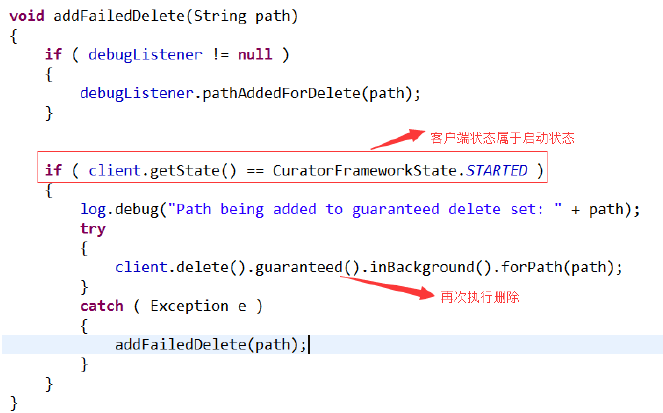 void addFailedDelete(String path)
{
if ( debugListener != null )
{
debugListener.pathAddedForDelete(path);
}
客户端状态属于启动状态
if ( client.getState() == CuratorFrameworkState.STARTED )
{
log.debug("Path being added to guaranteed delete set: " + path);
try
{
client.delete().guaranteed().inBackground().forPath(path);
}
再次执行删除
catch ( Exception e )
{
addFailedDelete(path);
}
}
}